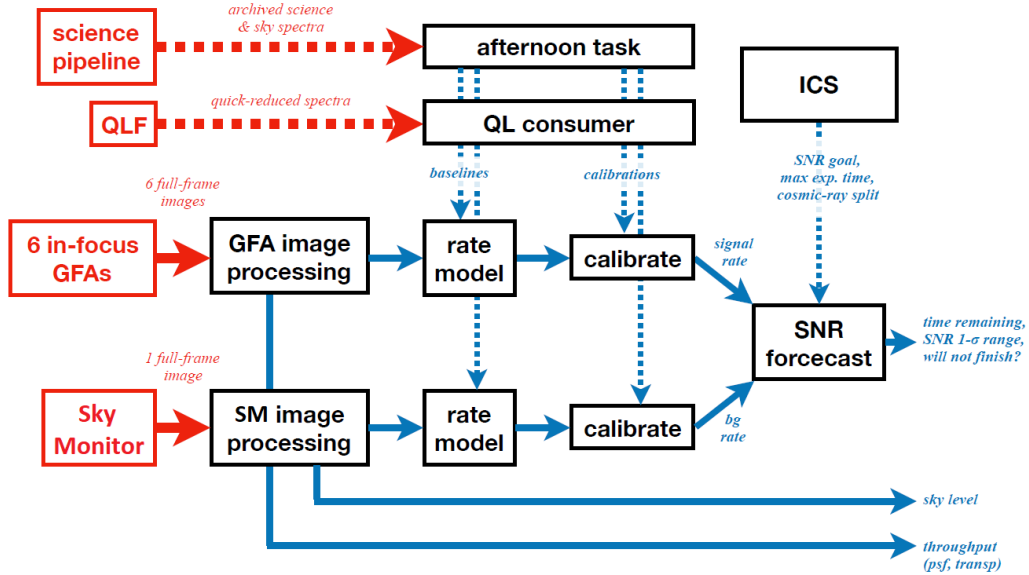 science
pipeline
archived science
& sky spectra
afternoon task
QLF
quick-reduced spectra
QL consumer
ICS
baselines
calibrations
SNR goal,
max exp. time,
cosmic-ray split
6 full-frame
images
6 in-focus
GFAs
GFA image
processing
rate
model
calibrate
signal
rate
SNR
forcecast
time remaining,
SNR 1-σ range,
will not finish?
1 full-frame
image
Sky
Monitor
SM image
processing
rate
model
calibrate
bg
rate
sky level
throughput
(psf, transp)